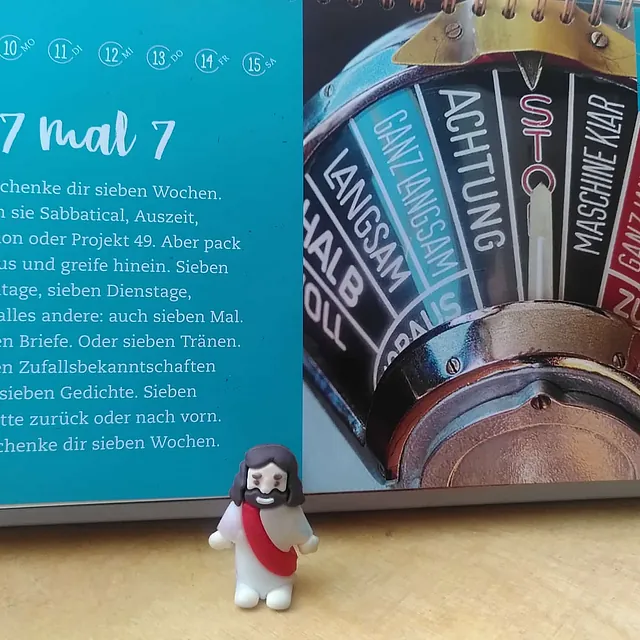 10 MO 11 DI 12 MI 13 DO 14 FR 15 SA
7 mal 7
chenke dir sieben Wochen.
n sie Sabbatical, Auszeit,
on oder Projekt 49. Aber pack
us und greife hinein. Sieben
tage, sieben Dienstage,
alles andere: auch sieben Mal.
en Briefe. Oder sieben Tränen.
en Zufallsbekanntschaften
sieben Gedichte. Sieben
tte zurück oder nach vorn.
chenke dir sieben Wochen.
OLL
HALB
LANGSAM
GANZ LANGSAM
ACHTUNG
STO
MASCHINE KLAR
GANZ
ORAUS
ZU